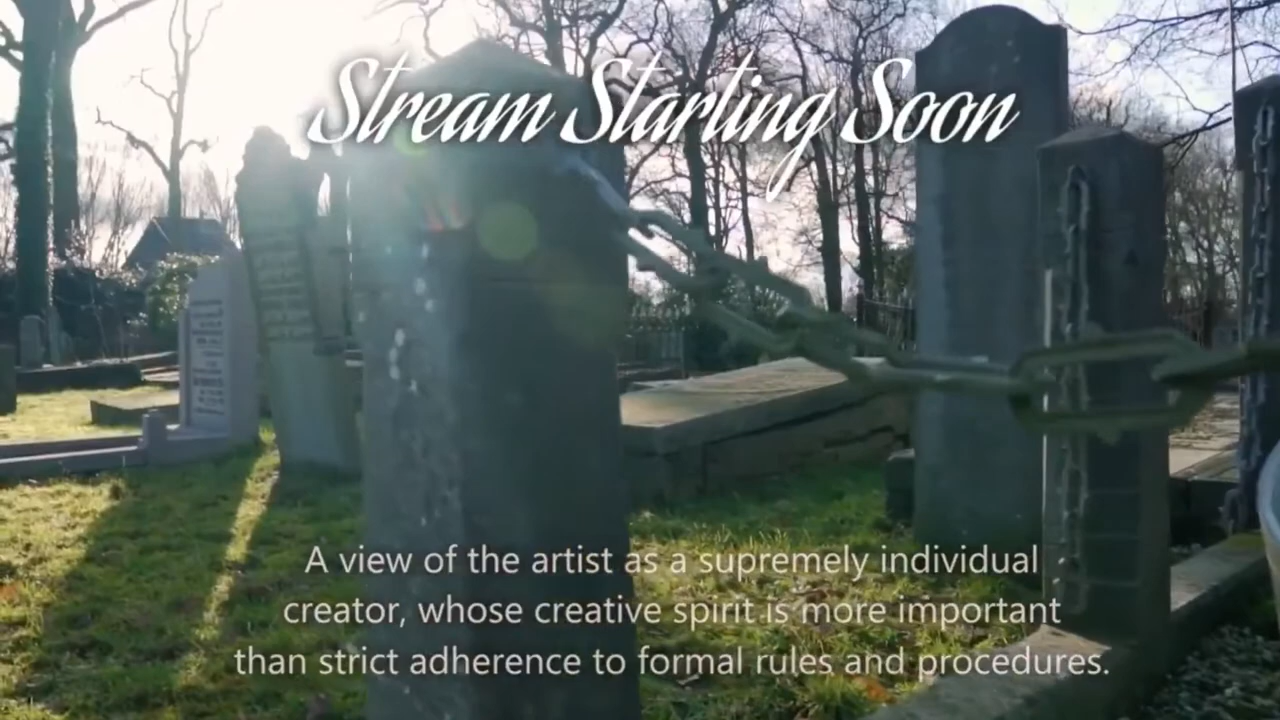 Stream Starting Soon
A view of the artist as a supremely individual
creator, whose creative spirit is more important
than strict adherence to formal rules and procedures.